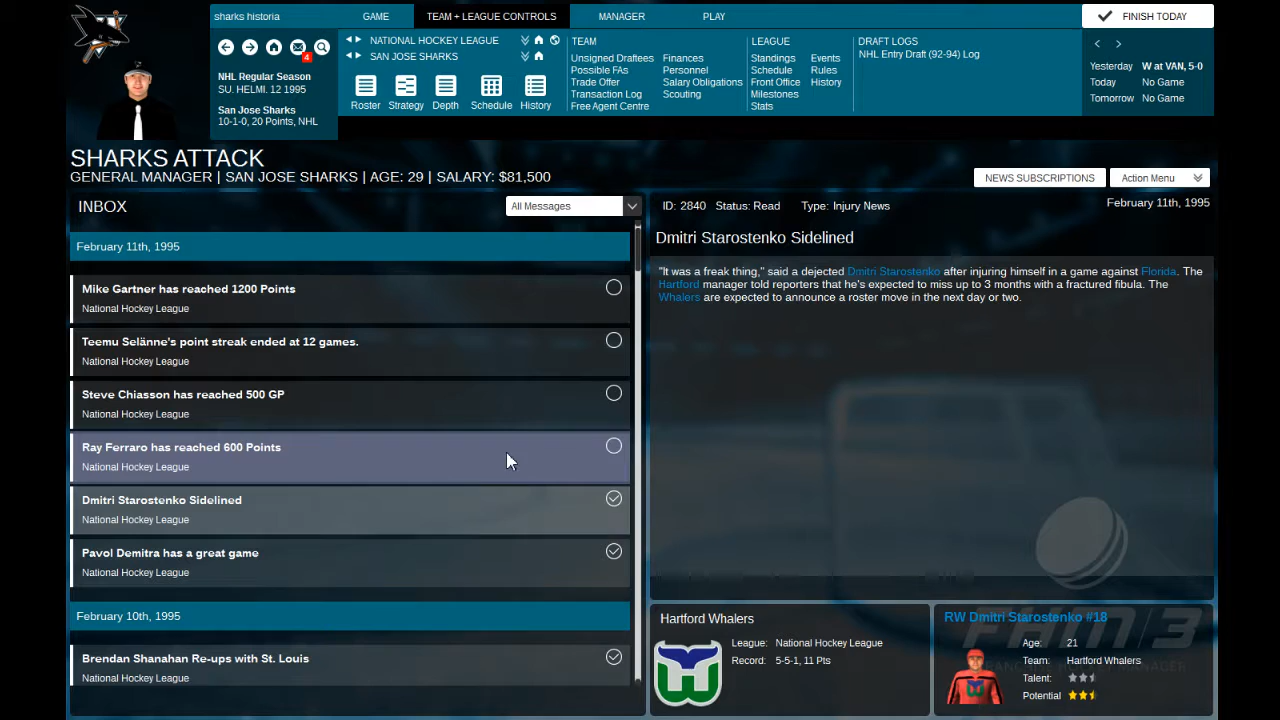 sharks historia
GAME
TEAM + LEAGUE CONTROLS
MANAGER
PLAY
FINISH TODAY
4
NHL Regular Season
SU. HELMI. 12 1995
San Jose Sharks
10-1-0, 20 Points, NHL
NATIONAL HOCKEY LEAGUE
SAN JOSE SHARKS
Roster
Strategy
Depth
Schedule
History
TEAM
Unsigned Draftees
Possible FAs
Trade Offer
Transaction Log
Free Agent Centre
Finances
Personnel
Salary Obligations
Scouting
LEAGUE
Standings
Schedule
Front Office
Milestones
Stats
Events
Rules
History
DRAFT LOGS
NHL Entry Draft (92-94) Log
Yesterday W at VAN, 5-0
Today No Game
Tomorrow No Game
SHARKS ATTACK
GENERAL MANAGER | SAN JOSE SHARKS | AGE: 29 | SALARY: $81,500
NEWS SUBSCRIPTIONS
Action Menu
INBOX
All Messages
February 11th, 1995
Mike Gartner has reached 1200 Points
National Hockey League
Teemu Selänne's point streak ended at 12 games.
National Hockey League
Steve Chiasson has reached 500 GP
National Hockey League
Ray Ferraro has reached 600 Points
National Hockey League
Dmitri Starostenko Sidelined
National Hockey League
Pavol Demitra has a great game
National Hockey League
February 10th, 1995
Brendan Shanahan Re-ups with St. Louis
National Hockey League
ID: 2840 Status: Read Type: Injury News
February 11th, 1995
Dmitri Starostenko Sidelined
"It was a freak thing," said a dejected Dmitri Starostenko after injuring himself in a game against Florida. The
Hartford manager told reporters that he's expected to miss up to 3 months with a fractured fibula. The
Whalers are expected to announce a roster move in the next day or two.
Hartford Whalers
League: National Hockey League
Record: 5-5-1, 11 Pts
RW Dmitri Starostenko #18
Age: 21
Team: Hartford Whalers
Talent:
Potential
FHM/3
FRANCHISE HOCKEY MANAGER